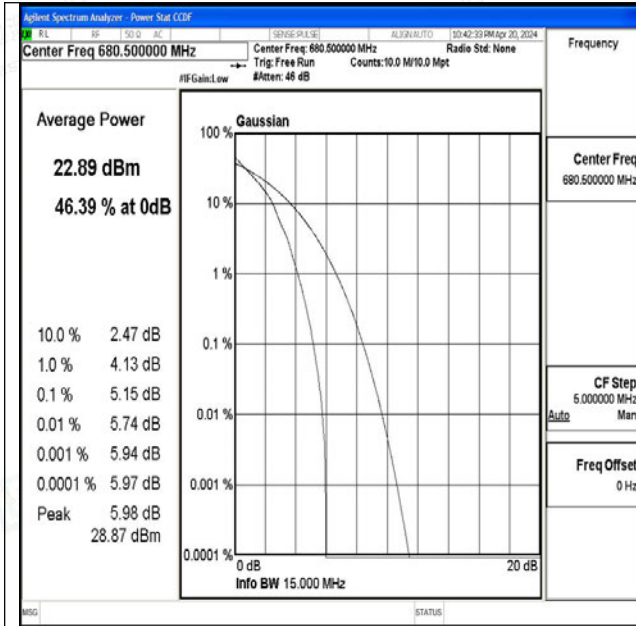 Agilent Spectrum Analyzer - Power Stat CCDF
RL RF 50 Ω AC SENSE:PULSE ALIGNAUTO 10:42:33 PM Apr 20, 2024
Center Freq 680.500000 MHz
Center Freq: 680.500000 MHz Radio Std: None
Trig: Free Run Counts:10.0 M/10.0 Mpt
#IFGain:Low #Atten: 46 dB
Frequency
Average Power
22.89 dBm
46.39 % at 0dB
10.0 % 2.47 dB
1.0 % 4.13 dB
0.1 % 5.15 dB
0.01 % 5.74 dB
0.001 % 5.94 dB
0.0001 % 5.97 dB
Peak 5.98 dB
28.87 dBm
Gaussian
100 %
10 %
1 %
0.1 %
0.01 %
0.001 %
0.0001 %
0 dB 20 dB
Info BW 15.000 MHz
Center Freq
680.500000 MHz
CF Step
5.000000 MHz
Auto Man
Freq Offset
0 Hz
MSG STATUS